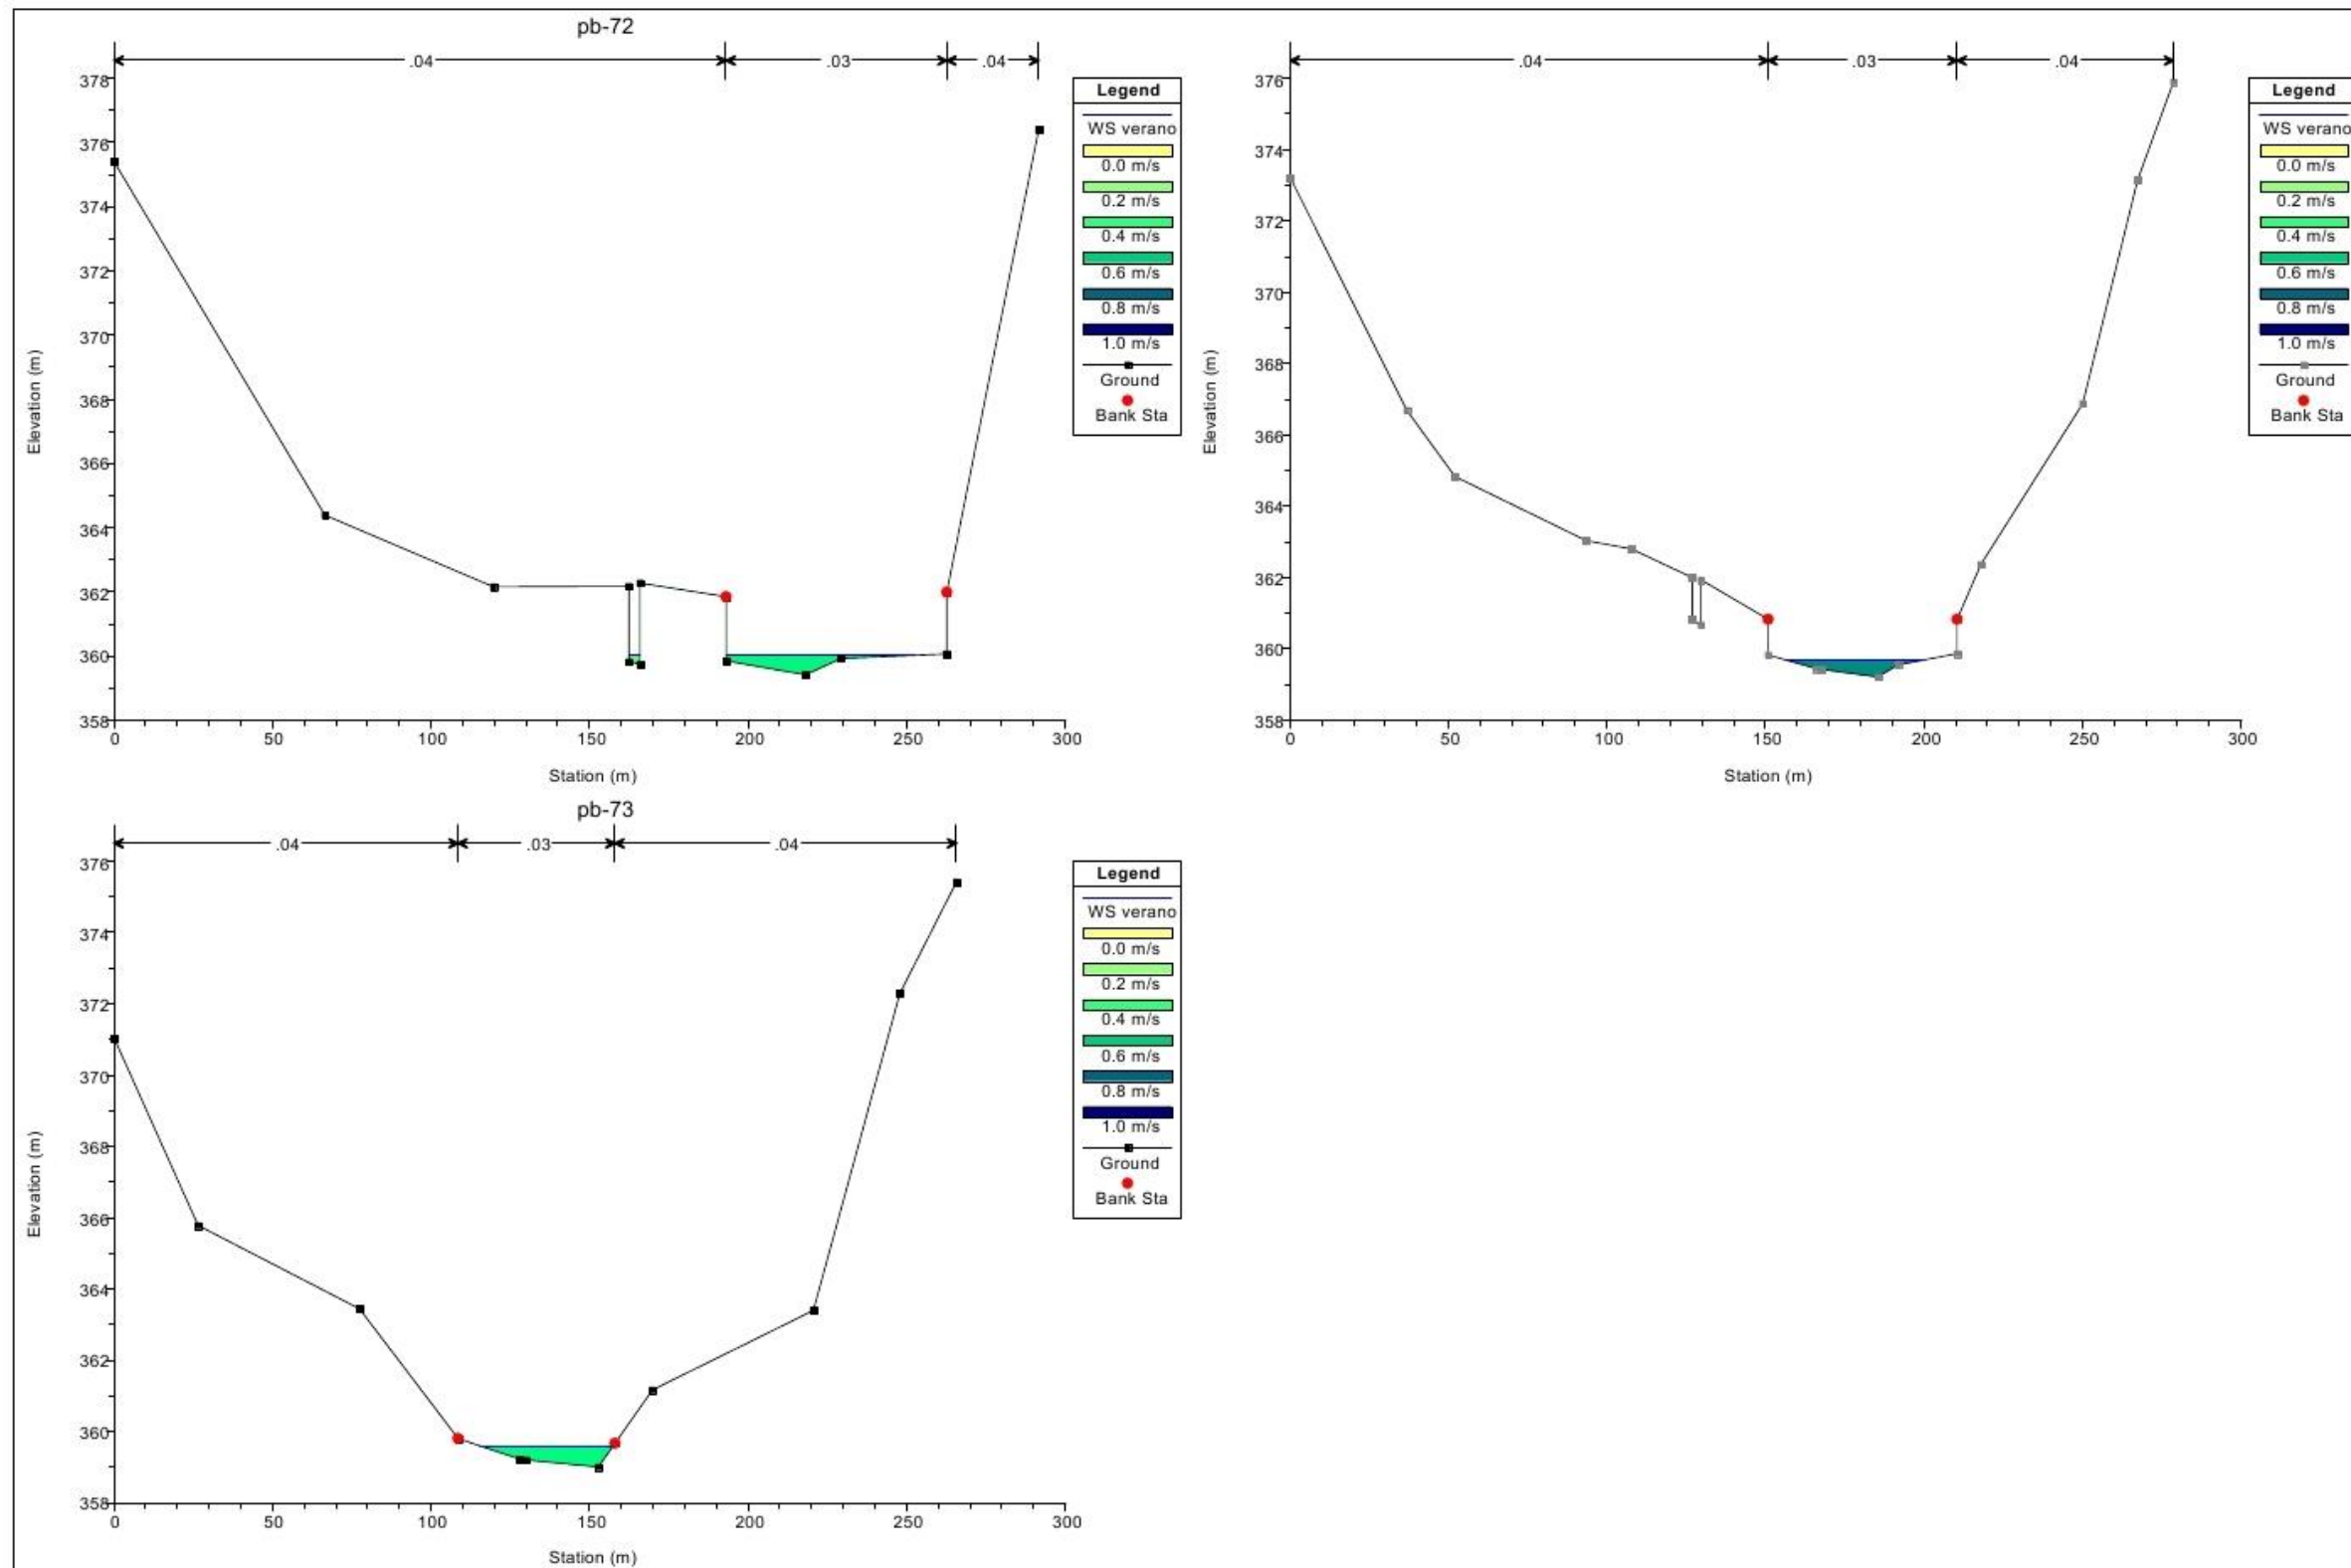 pb-72
.04 .03 .04
378
376
374
372
370
368
366
364
362
360
358
0 50 100 150 200 250 300
Elevation (m)
Station (m)
Legend
WS verano
0.0 m/s
0.2 m/s
0.4 m/s
0.6 m/s
0.8 m/s
1.0 m/s
Ground
Bank Sta
.04 .03 .04
376
374
372
370
368
366
364
362
360
358
0 50 100 150 200 250 300
Elevation (m)
Station (m)
Legend
WS verano
0.0 m/s
0.2 m/s
0.4 m/s
0.6 m/s
0.8 m/s
1.0 m/s
Ground
Bank Sta
pb-73
.04 .03 .04
376
374
372
370
368
366
364
362
360
358
0 50 100 150 200 250 300
Elevation (m)
Station (m)
Legend
WS verano
0.0 m/s
0.2 m/s
0.4 m/s
0.6 m/s
0.8 m/s
1.0 m/s
Ground
Bank Sta